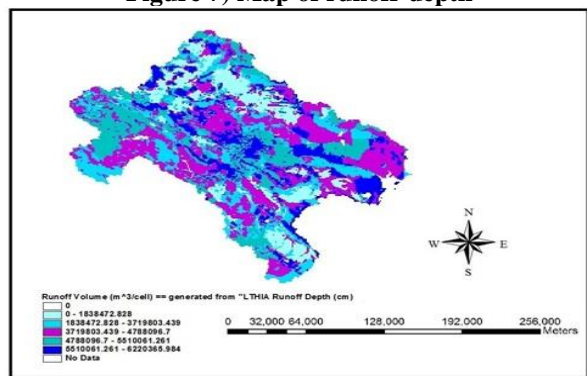 Figure 7) Map of runoff depth
N
W E
S
Runoff Volume (m^3/cell) == generated from "LTHIA Runoff Depth (cm)
0
0 - 1838472.828
1838472.828 - 3719803.439
3719803.439 - 4788096.7
4788096.7 - 5510061.261
5510061.261 - 6220365.984
No Data
0 32,000 64,000 128,000 192,000 256,000
Meters